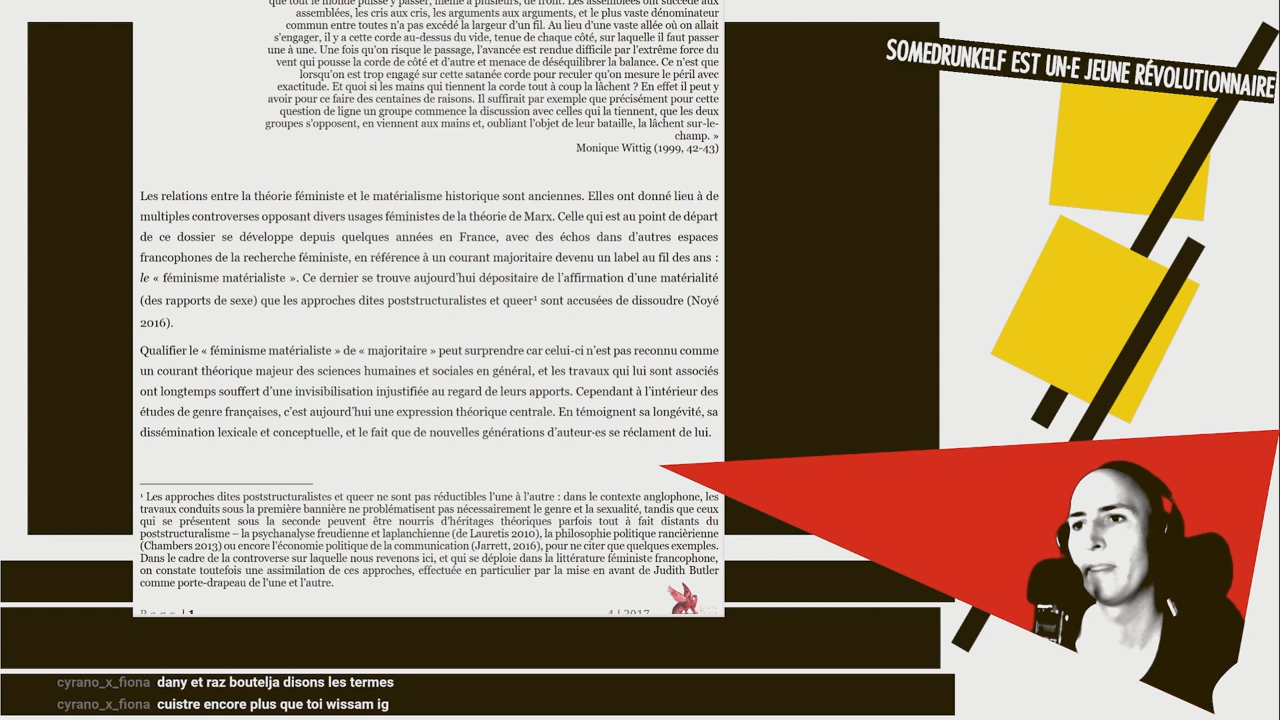 que tout le monde puisse y passer, même à plusieurs, de front. Les assemblées ont succédé aux
assemblées, les cris aux cris, les arguments aux arguments, et le plus vaste dénominateur
commun entre toutes n'a pas excédé la largeur d'un fil. Au lieu d'une vaste allée où on allait
s'engager, il y a cette corde au-dessus du vide, tenue de chaque côté, sur laquelle il faut passer
une à une. Une fois qu'on risque le passage, l'avancée est rendue difficile par l'extrême force du
vent qui pousse la corde de côté et d'autre et menace de déséquilibrer la balance. Ce n'est que
lorsqu'on est trop engagé sur cette satanée corde pour reculer qu'on mesure le péril avec
exactitude. Et quoi si les mains qui tiennent la corde tout à coup la lâchent ? En effet il peut y
avoir pour ce faire des centaines de raisons. Il suffirait par exemple que précisément pour cette
question de ligne un groupe commence la discussion avec celles qui la tiennent, que les deux
groupes s'opposent, en viennent aux mains et, oubliant l'objet de leur bataille, la lâchent sur-le-
champ. »
Monique Wittig (1999, 42-43)
Les relations entre la théorie féministe et le matérialisme historique sont anciennes. Elles ont donné lieu à de
multiples controverses opposant divers usages féministes de la théorie de Marx. Celle qui est au point de départ
de ce dossier se développe depuis quelques années en France, avec des échos dans d'autres espaces
francophones de la recherche féministe, en référence à un courant majoritaire devenu un label au fil des ans :
le « féminisme matérialiste ». Ce dernier se trouve aujourd'hui dépositaire de l'affirmation d'une matérialité
(des rapports de sexe) que les approches dites poststructuralistes et queer¹ sont accusées de dissoudre (Noyé
2016).
Qualifier le « féminisme matérialiste » de « majoritaire » peut surprendre car celui-ci n'est pas reconnu comme
un courant théorique majeur des sciences humaines et sociales en général, et les travaux qui lui sont associés
ont longtemps souffert d'une invisibilisation injustifiée au regard de leurs apports. Cependant à l'intérieur des
études de genre françaises, c'est aujourd'hui une expression théorique centrale. En témoignent sa longévité, sa
dissémination lexicale et conceptuelle, et le fait que de nouvelles générations d'auteur·es se réclament de lui.
¹ Les approches dites poststructuralistes et queer ne sont pas réductibles l'une à l'autre : dans le contexte anglophone, les
travaux conduits sous la première bannière ne problématisent pas nécessairement le genre et la sexualité, tandis que ceux
qui se présentent sous la seconde peuvent être nourris d'héritages théoriques parfois tout à fait distants du
poststructuralisme – la psychanalyse freudienne et laplanchienne (de Lauretis 2010), la philosophie politique rancièrienne
(Chambers 2013) ou encore l'économie politique de la communication (Jarrett, 2016), pour ne citer que quelques exemples.
Dans le cadre de la controverse sur laquelle nous revenons ici, et qui se déploie dans la littérature féministe francophone,
on constate toutefois une assimilation de ces approches, effectuée en particulier par la mise en avant de Judith Butler
comme porte-drapeau de l'une et l'autre.
Page | 1 4 | 2017
SOMEDRUNKELF EST UN·E JEUNE RÉVOLUTIONNAIRE
cyrano_x_fiona dany et raz boutelja disons les termes
cyrano_x_fiona cuistre encore plus que toi wissam ig